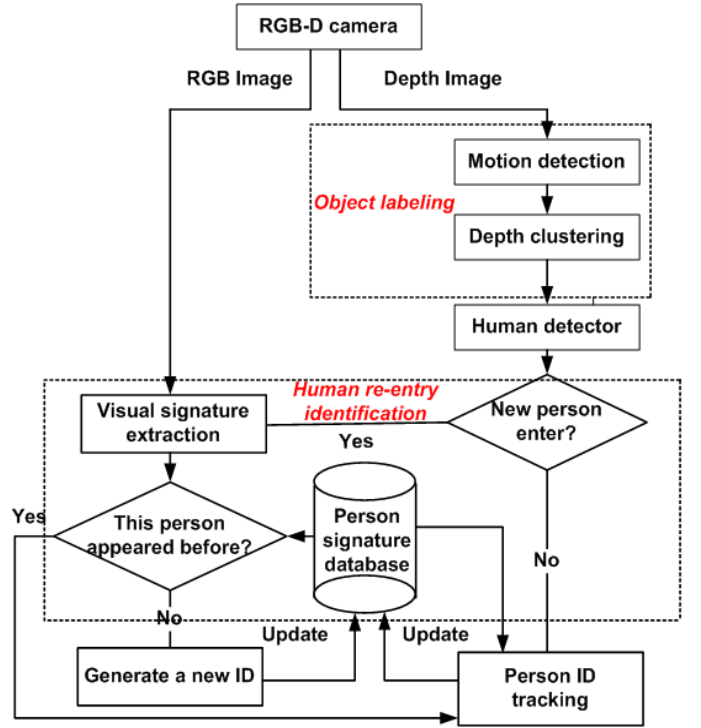 RGB-D camera
RGB Image
Depth Image
Motion detection
Object labeling
Depth clustering
Human detector
Human re-entry
identification
Visual signature
extraction
New person
enter?
Yes
Yes
This person
appeared before?
Person
signature
database
No
No
Update
Update
Generate a new ID
Person ID
tracking